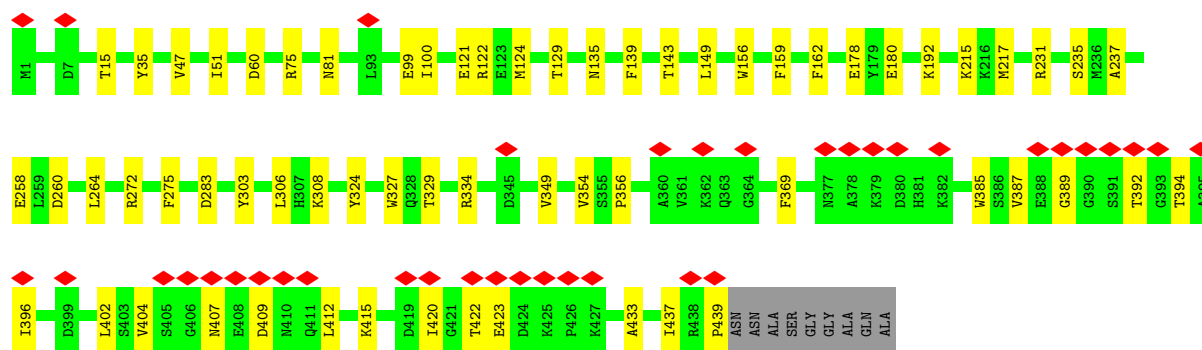 M1 D7 T15 Y35 V47 I51 D60 R75 N81 L93 E99 I100 E121 R122 E123 M124 T129 N135 F139 T143 L149 W156 F159 F162 E178 Y179 E180 K192 K215 K216 M217 R231 S235 M236 A237
E258 L259 D260 L264 R272 F275 D283 Y303 L306 H307 K308 Y324 W327 Q328 T329 R334 D345 V349 V354 S355 P356 A360 V361 K362 Q363 G364 F369 N377 A378 K379 D380 H381 K382 W385 S386 V387 E388 G389 G390 S391 T392 G393 T394 A395
I396 D399 L402 S403 V404 S405 G406 N407 E408 D409 N410 Q411 L412 K415 D419 I420 G421 T422 E423 D424 K425 P426 K427 A433 I437 R438 P439 ASN ASN ALA SER GLY GLY ALA GLN ALA